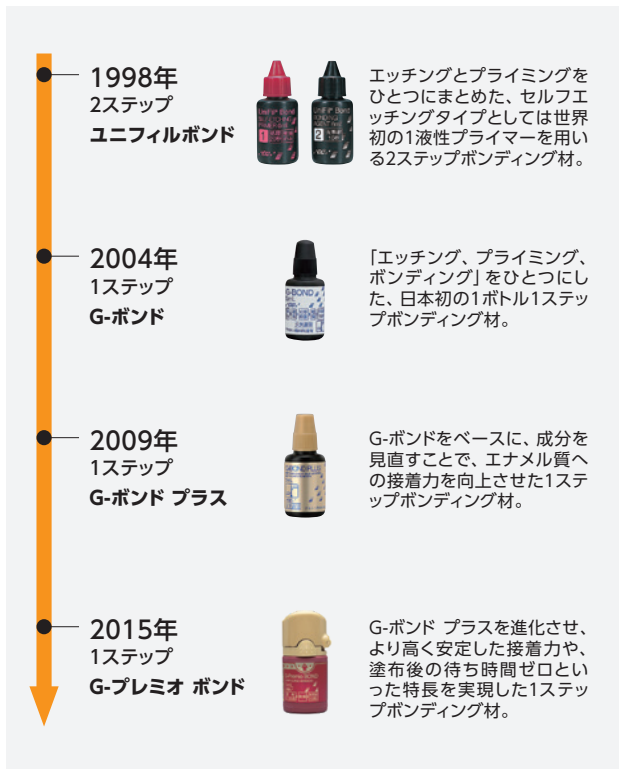 1998年
2ステップ
ユニフィルボンド
エッチングとプライミングを
ひとつにまとめた、セルフエ
ッチングタイプとしては世界
初の1液性プライマーを用い
る2ステップボンディング材。
1
2
2004年
1ステップ
G-ボンド
「エッチング、プライミング、
ボンディング」をひとつにし
た、日本初の1ボトル1ステッ
プボンディング材。
G-BOND
2009年
1ステップ
G-ボンド プラス
G-ボンドをベースに、成分を
見直すことで、エナメル質へ
の接着力を向上させた1ステ
ップボンディング材。
G-BOND PLUS
2015年
1ステップ
G-プレミオ ボンド
G-ボンド プラスを進化させ、
より高く安定した接着力や、
塗布後の待ち時間ゼロとい
った特長を実現した1ステッ
プボンディング材。